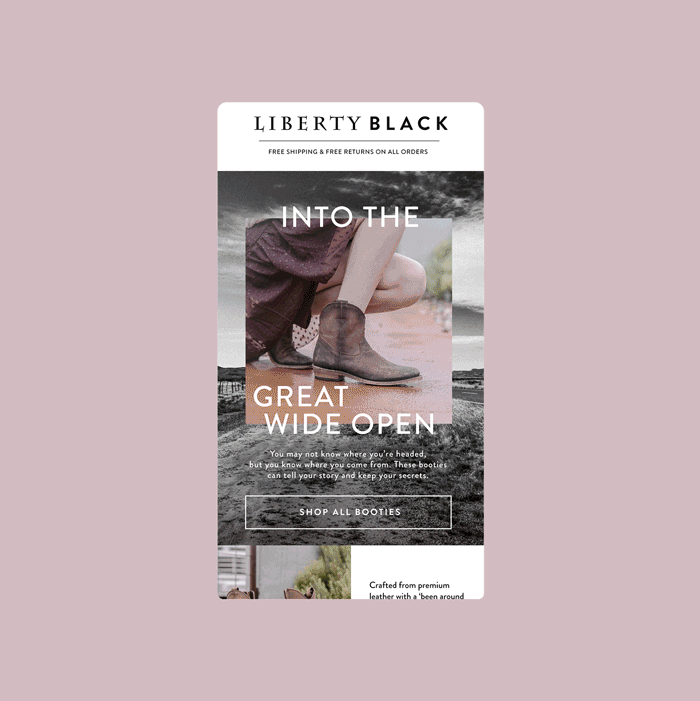 LIBERTY BLACK
FREE SHIPPING & FREE RETURNS ON ALL ORDERS
INTO THE
GREAT
WIDE OPEN
You may not know where you're headed,
but you know where you come from. These booties
can tell your story and keep your secrets.
SHOP ALL BOOTIES
Crafted from premium
leather with a 'been around